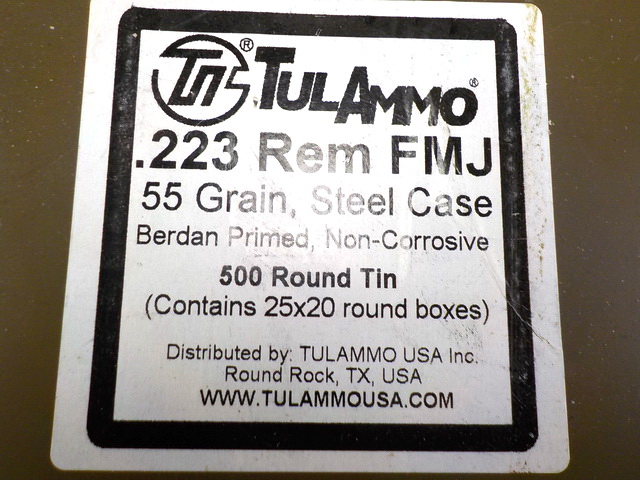 TUS® TULAMMO®
.223 Rem FMJ
55 Grain, Steel Case
Berdan Primed, Non-Corrosive
500 Round Tin
(Contains 25x20 round boxes)
Distributed by: TULAMMO USA Inc.
Round Rock, TX, USA
WWW.TULAMMOUSA.COM